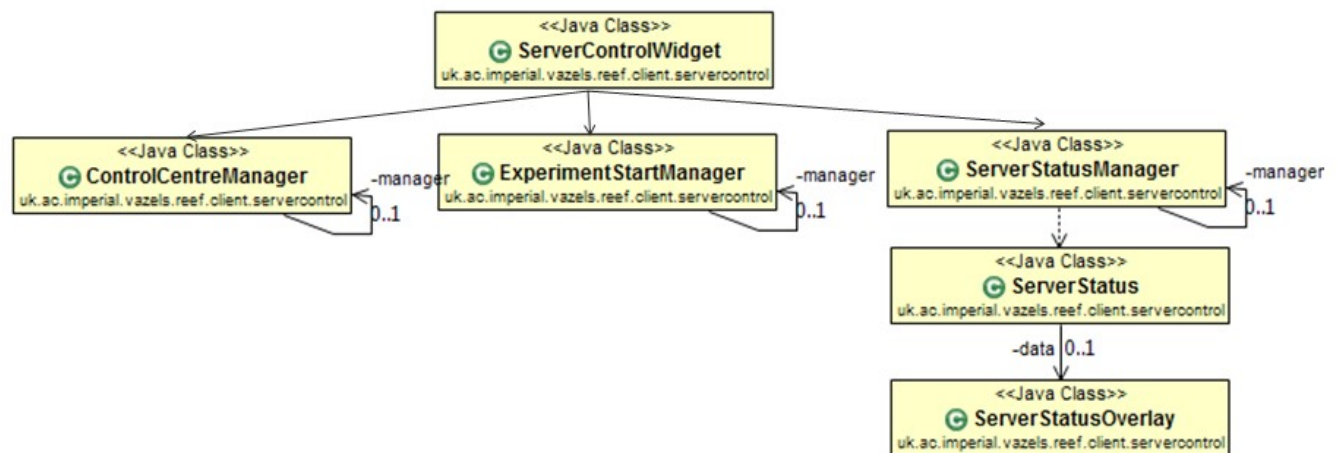 <<Java Class>>
C ServerControlWidget
uk.ac.imperial.vazels.reef.client.servercontrol
<<Java Class>>
C ControlCentreManager
uk.ac.imperial.vazels.reef.client.servercontrol
-manager
0..1
<<Java Class>>
C ExperimentStartManager
uk.ac.imperial.vazels.reef.client.servercontrol
-manager
0..1
<<Java Class>>
C ServerStatusManager
uk.ac.imperial.vazels.reef.client.servercontrol
-manager
0..1
<<Java Class>>
C ServerStatus
uk.ac.imperial.vazels.reef.client.servercontrol
-data 0..1
<<Java Class>>
C ServerStatusOverlay
uk.ac.imperial.vazels.reef.client.servercontrol